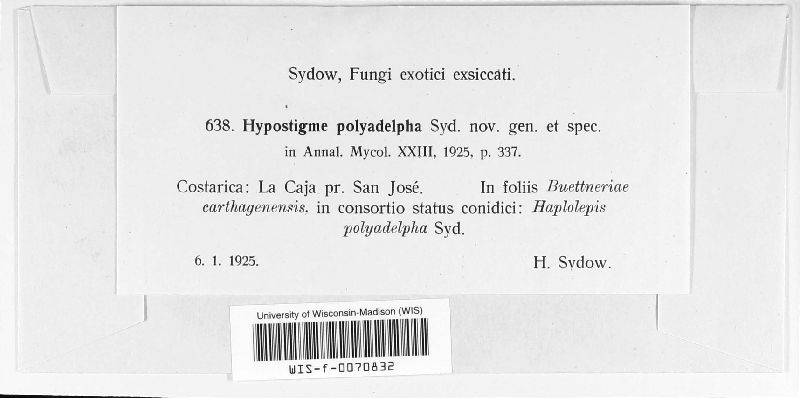 Sydow, Fungi exotici exsiccati.
638. Hypostigme polyadelpha Syd. nov. gen. et spec.
in Annal. Mycol. XXIII, 1925, p. 337.
Costarica: La Caja pr. San José. In foliis Buettneriae
carthagenensis. in consortio status conidici: Haplolepis
polyadelpha Syd.
6. 1. 1925. H. Sydow.
University of Wisconsin-Madison (WIS)
WIS-f-0070832